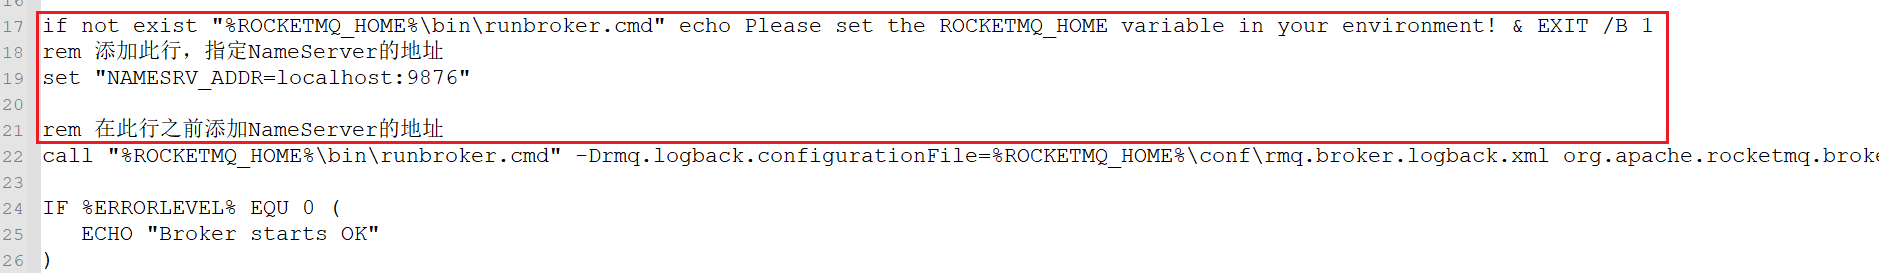 17 if not exist "%ROCKETMQ_HOME%\bin\runbroker.cmd" echo Please set the ROCKETMQ_HOME variable in your environment! & EXIT /B 1
18 rem 添加此行，指定NameServer的地址
19 set "NAMESRV_ADDR=localhost:9876"
20
21 rem 在此行之前添加NameServer的地址
22 call "%ROCKETMQ_HOME%\bin\runbroker.cmd" -Drmq.logback.configurationFile=%ROCKETMQ_HOME%\conf\rmq.broker.logback.xml org.apache.rocketmq.broke
23
24 IF %ERRORLEVEL% EQU 0 (
25 ECHO "Broker starts OK"
26 )